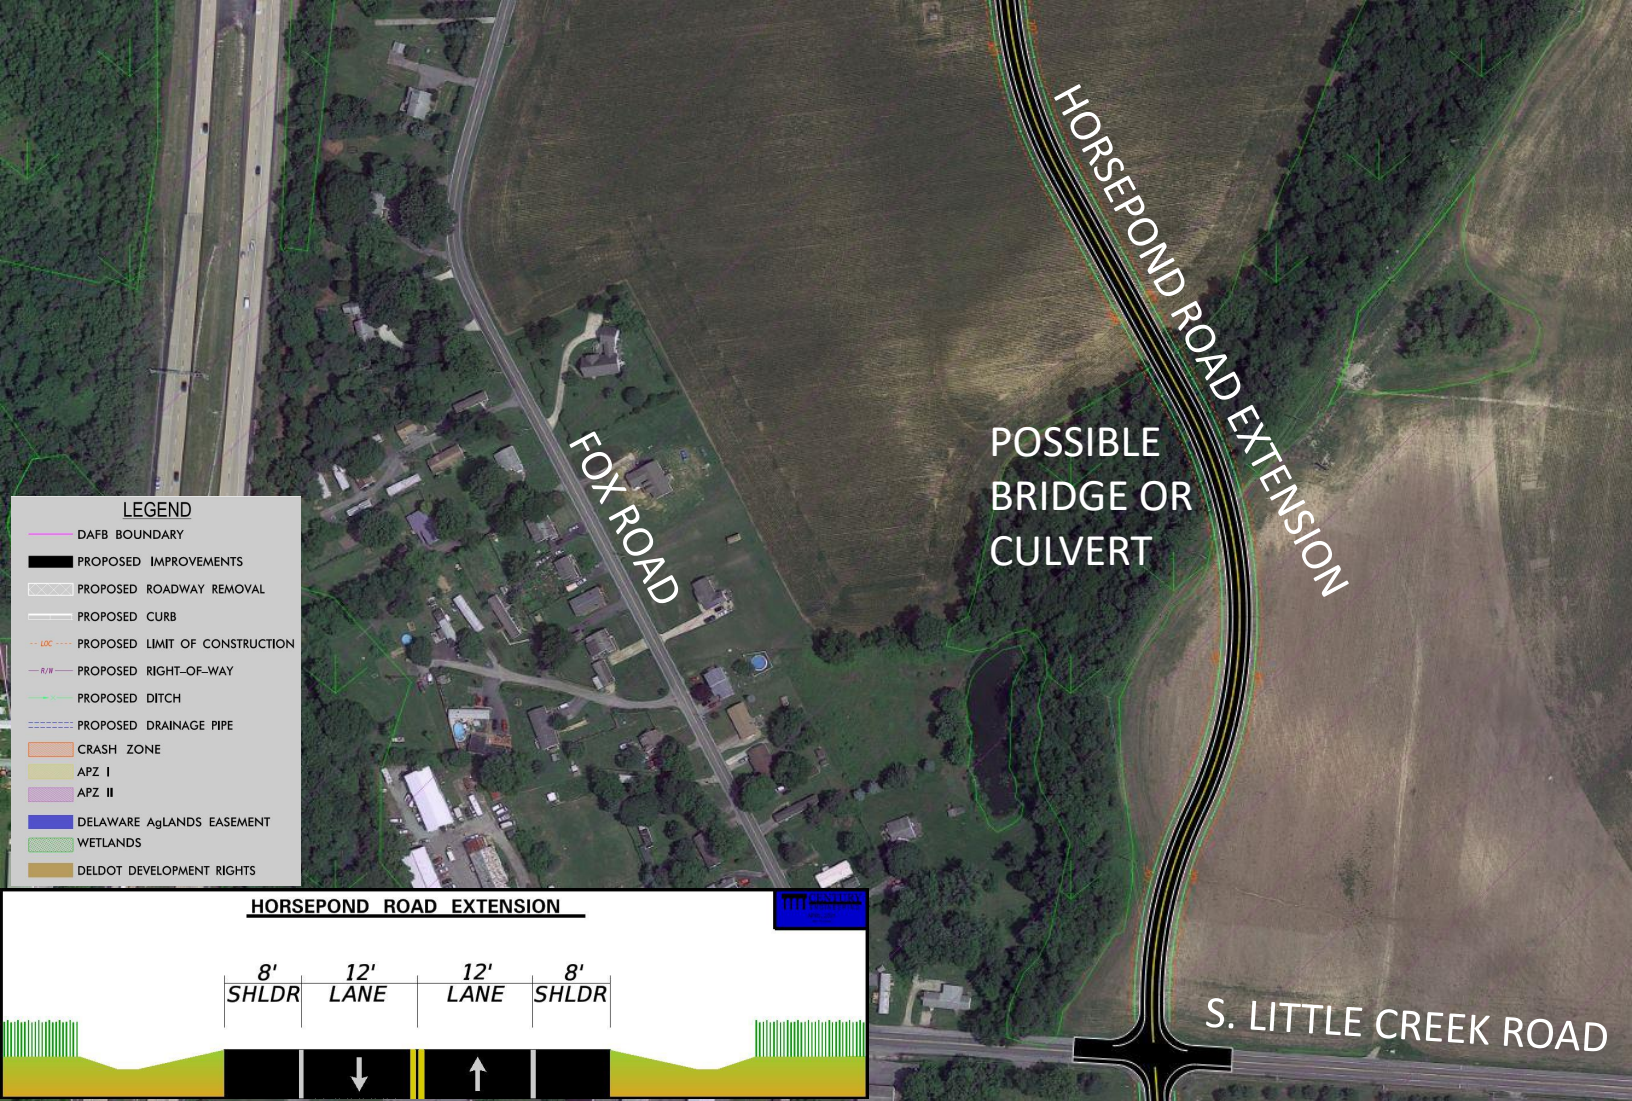 HORSEPOND ROAD EXTENSION
FOX ROAD
POSSIBLE
BRIDGE OR
CULVERT
S. LITTLE CREEK ROAD
LEGEND
DAFB BOUNDARY
PROPOSED IMPROVEMENTS
PROPOSED ROADWAY REMOVAL
PROPOSED CURB
LOC PROPOSED LIMIT OF CONSTRUCTION
R/W PROPOSED RIGHT-OF-WAY
PROPOSED DITCH
PROPOSED DRAINAGE PIPE
CRASH ZONE
APZ I
APZ II
DELAWARE AgLANDS EASEMENT
WETLANDS
DELDOT DEVELOPMENT RIGHTS
HORSEPOND ROAD EXTENSION
CENTURY
8' 12' 12' 8'
SHLDR LANE LANE SHLDR